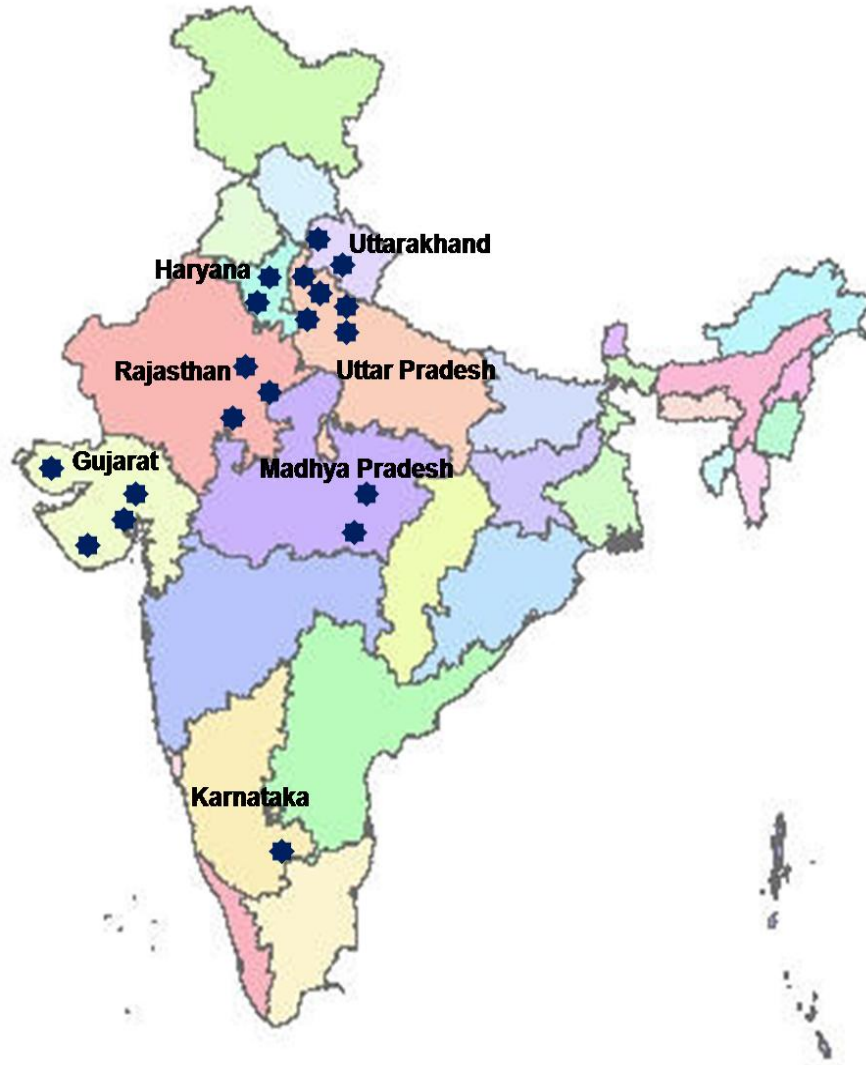 Uttarakhand
Haryana
Rajasthan
Uttar Pradesh
Gujarat
Madhya Pradesh
Karnataka